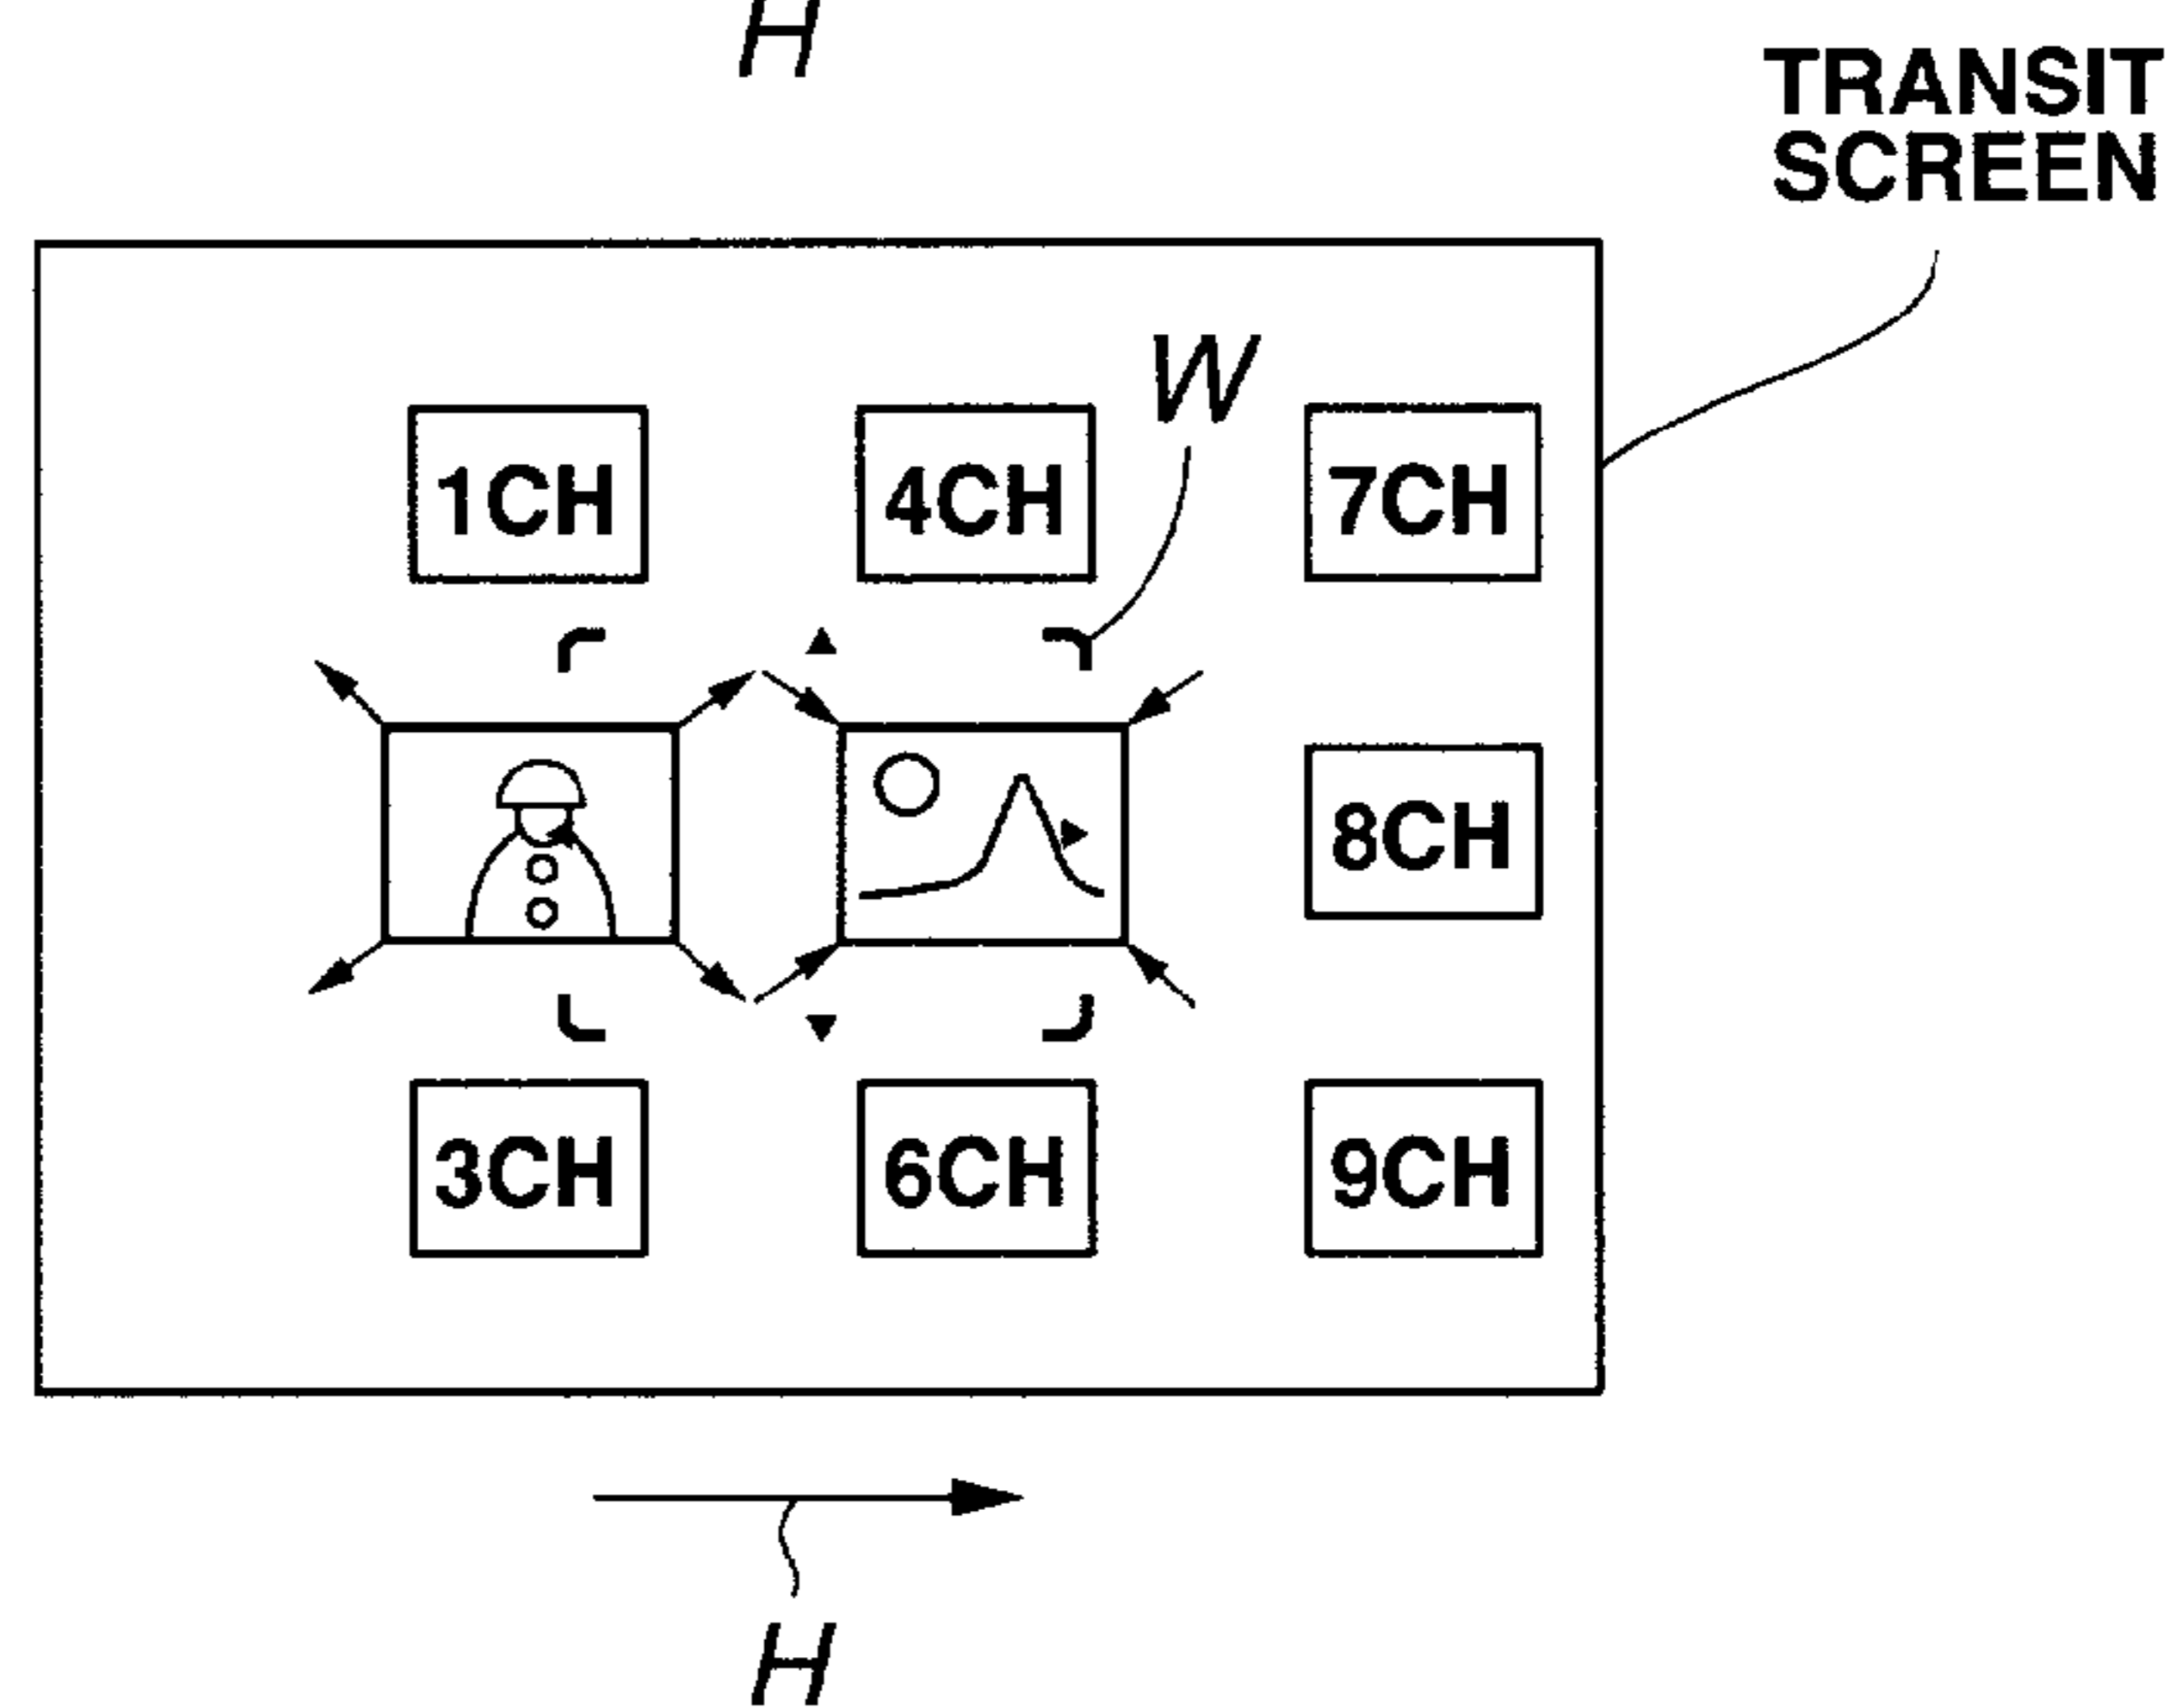 H
TRANSIT
SCREEN
W
1CH 4CH 7CH
8CH
3CH 6CH 9CH
H